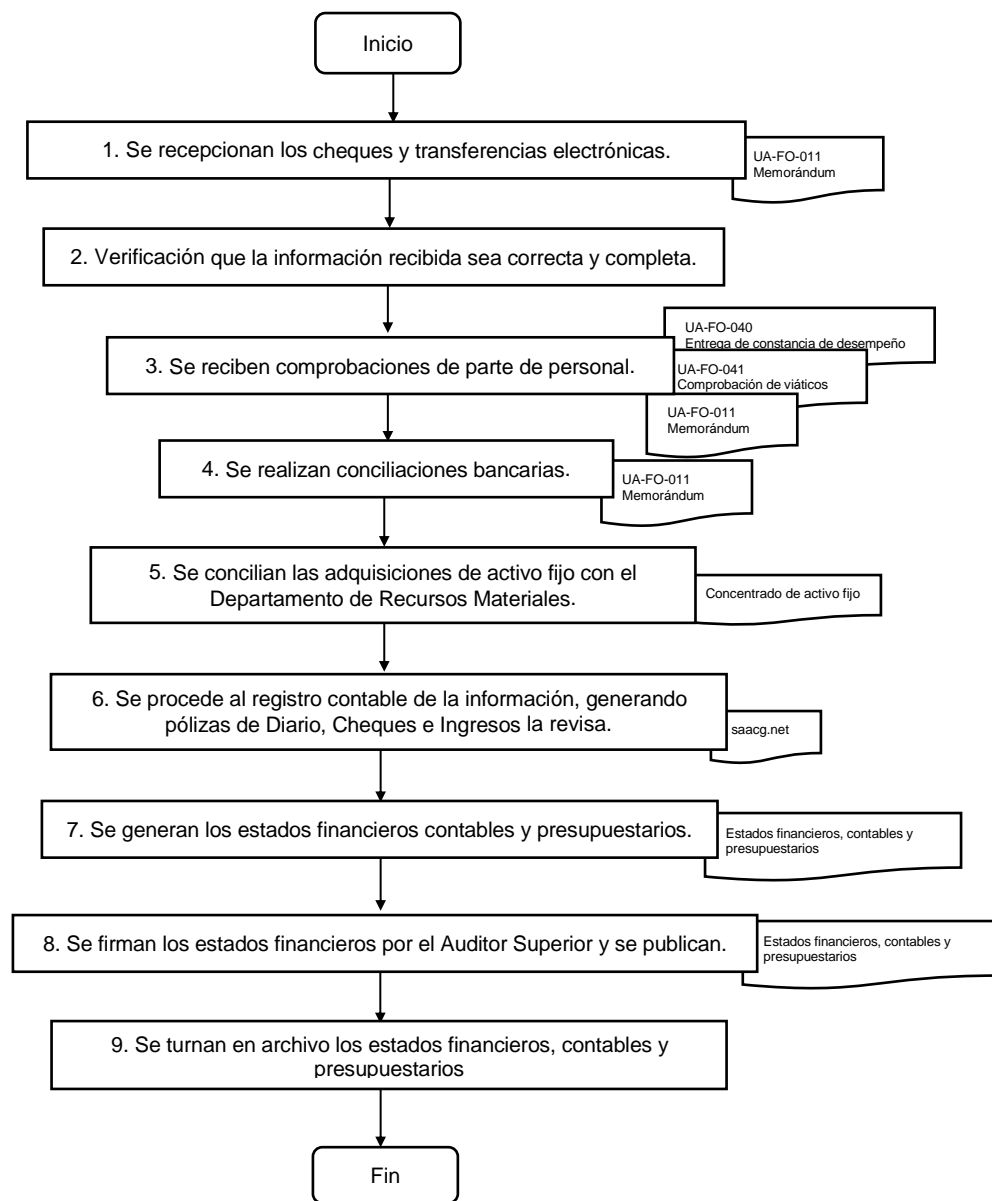 Inicio
1. Se recepcionan los cheques y transferencias electrónicas.
UA-FO-011
Memorándum
2. Verificación que la información recibida sea correcta y completa.
UA-FO-040
Entrega de constancia de desempeño
3. Se reciben comprobaciones de parte de personal.
UA-FO-041
Comprobación de viáticos
UA-FO-011
Memorándum
4. Se realizan conciliaciones bancarias.
UA-FO-011
Memorándum
5. Se concilian las adquisiciones de activo fijo con el
Departamento de Recursos Materiales.
Concentrado de activo fijo
6. Se procede al registro contable de la información, generando
pólizas de Diario, Cheques e Ingresos la revisa.
saacg.net
7. Se generan los estados financieros contables y presupuestarios.
Estados financieros, contables y
presupuestarios
8. Se firman los estados financieros por el Auditor Superior y se publican.
Estados financieros, contables y
presupuestarios
9. Se turnan en archivo los estados financieros, contables y
presupuestarios
Fin